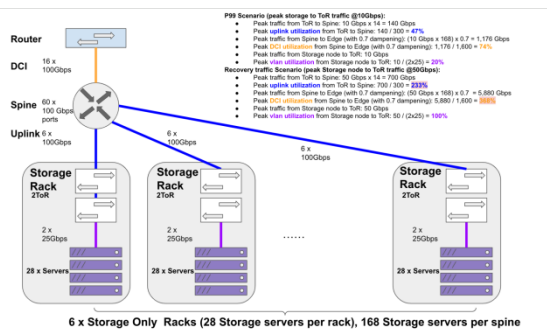 P99 Scenario (peak storage to ToR traffic @10Gbps):
Peak traffic from ToR to Spine: 10 Gbps x 14 = 140 Gbps
Peak uplink utilization from ToR to Spine: 140 / 300 = 47%
Peak traffic from Spine to Edge (with 0.7 dampening): (10 Gbps x 168) x 0.7 = 1,176 Gbps
Peak DCI utilization from Spine to Edge (with 0.7 dampening): 1,176 / 1,600 = 74%
Peak traffic from Storage node to ToR: 10 Gbps
Peak vlan utilization from Storage node to ToR: 10 / (2x25) = 20%
Recovery traffic Scenario (peak Storage node to ToR traffic @50Gbps):
Peak traffic from ToR to Spine: 50 Gbps x 14 = 700 Gbps
Peak uplink utilization from ToR to Spine: 700 / 300 = 233%
Peak traffic from Spine to Edge (with 0.7 dampening): (50 Gbps x 168) x 0.7 = 5,880 Gbps
Peak DCI utilization from Spine to Edge (with 0.7 dampening): 5,880 / 1,600 = 368%
Peak traffic from Storage node to ToR: 50 Gbps
Peak vlan utilization from Storage node to ToR: 50 / (2x25) = 100%
Router
DCI
16 x
100Gbps
Spine
60 x
100 Gbps
ports
Uplink
6 x
100Gbps
6 x
100Gbps
6 x
100Gbps
Storage
Rack
2ToR
2 x
25Gbps
28 x Servers
Storage
Rack
2ToR
2 x
25Gbps
28 x Servers
......
Storage
Rack
2ToR
2 x
25Gbps
28 x Servers
6 x Storage Only Racks (28 Storage servers per rack), 168 Storage servers per spine